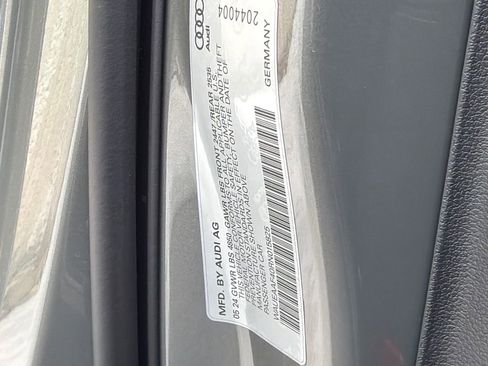 MFD. BY AUDI AG
05 24 GVWR LBS 4850 GAWR LBS FRONT 2447 /REAR 2535
THIS VEHICLE CONFORMS TO ALL APPLICABLE U.S.
FEDERAL MOTOR VEHICLE SAFETY, BUMPER AND THEFT
PREVENTION STANDARDS IN EFFECT ON THE DATE OF
MANUFACTURE SHOWN ABOVE
PASSENGER CAR
GERMANY
Audi
2044004